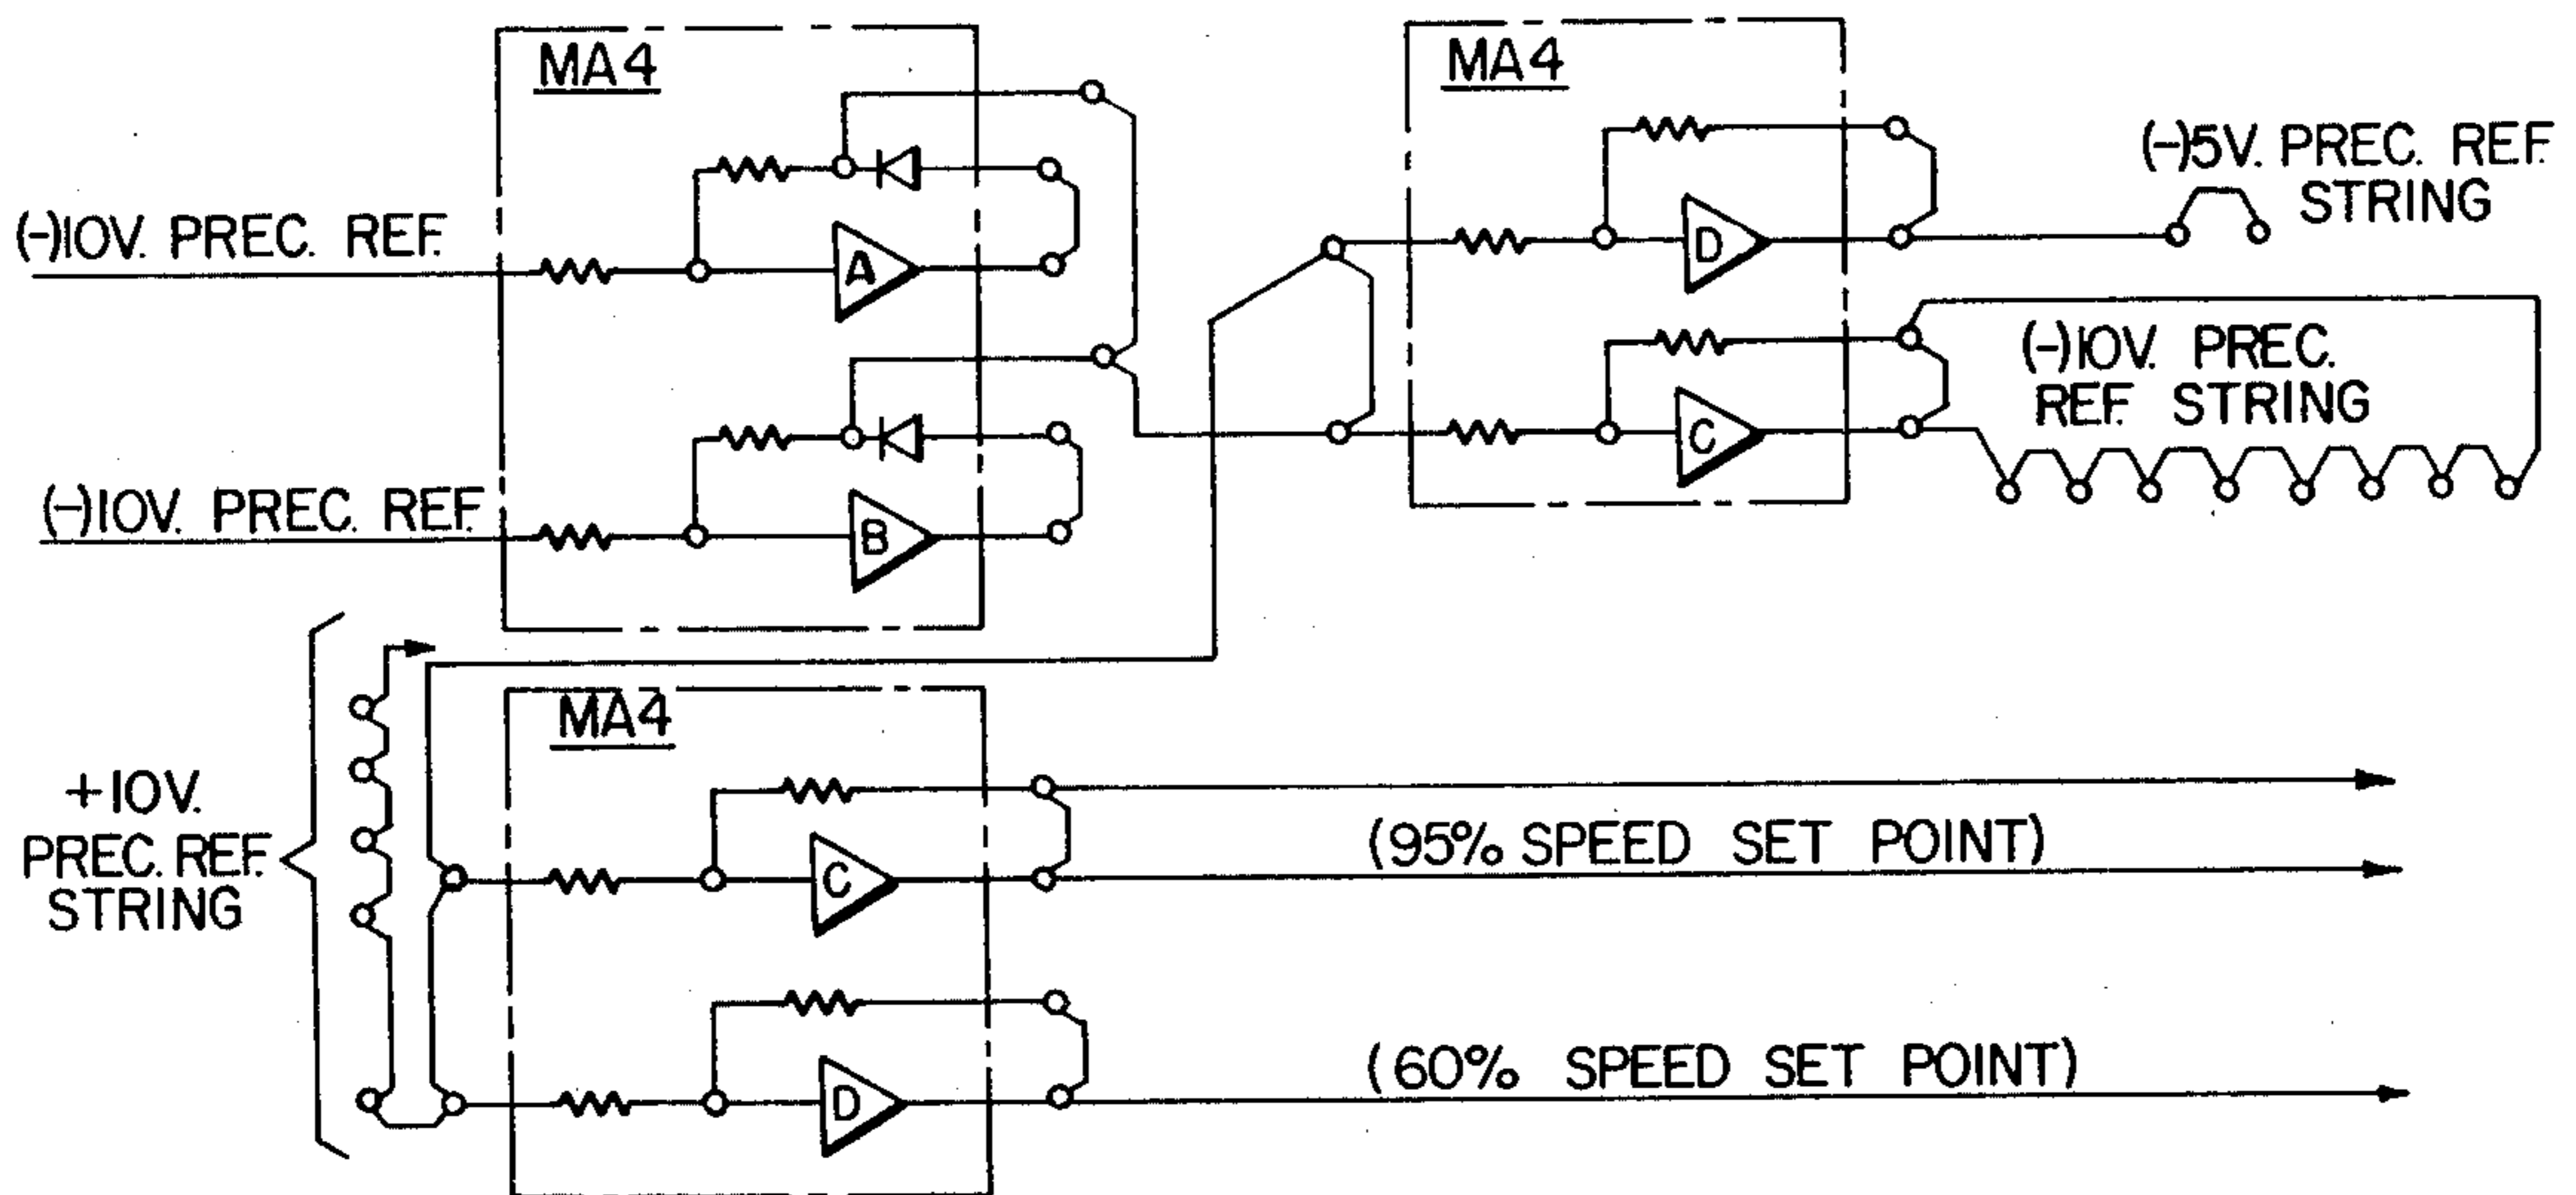 MA4
MA4
(-)10V. PREC. REF.
A
D
(-)5V. PREC. REF.
STRING
(-)10V. PREC. REF.
B
C
(-)10V. PREC.
REF. STRING
+10V.
PREC. REF.
STRING
MA4
C
(95% SPEED SET POINT)
D
(60% SPEED SET POINT)